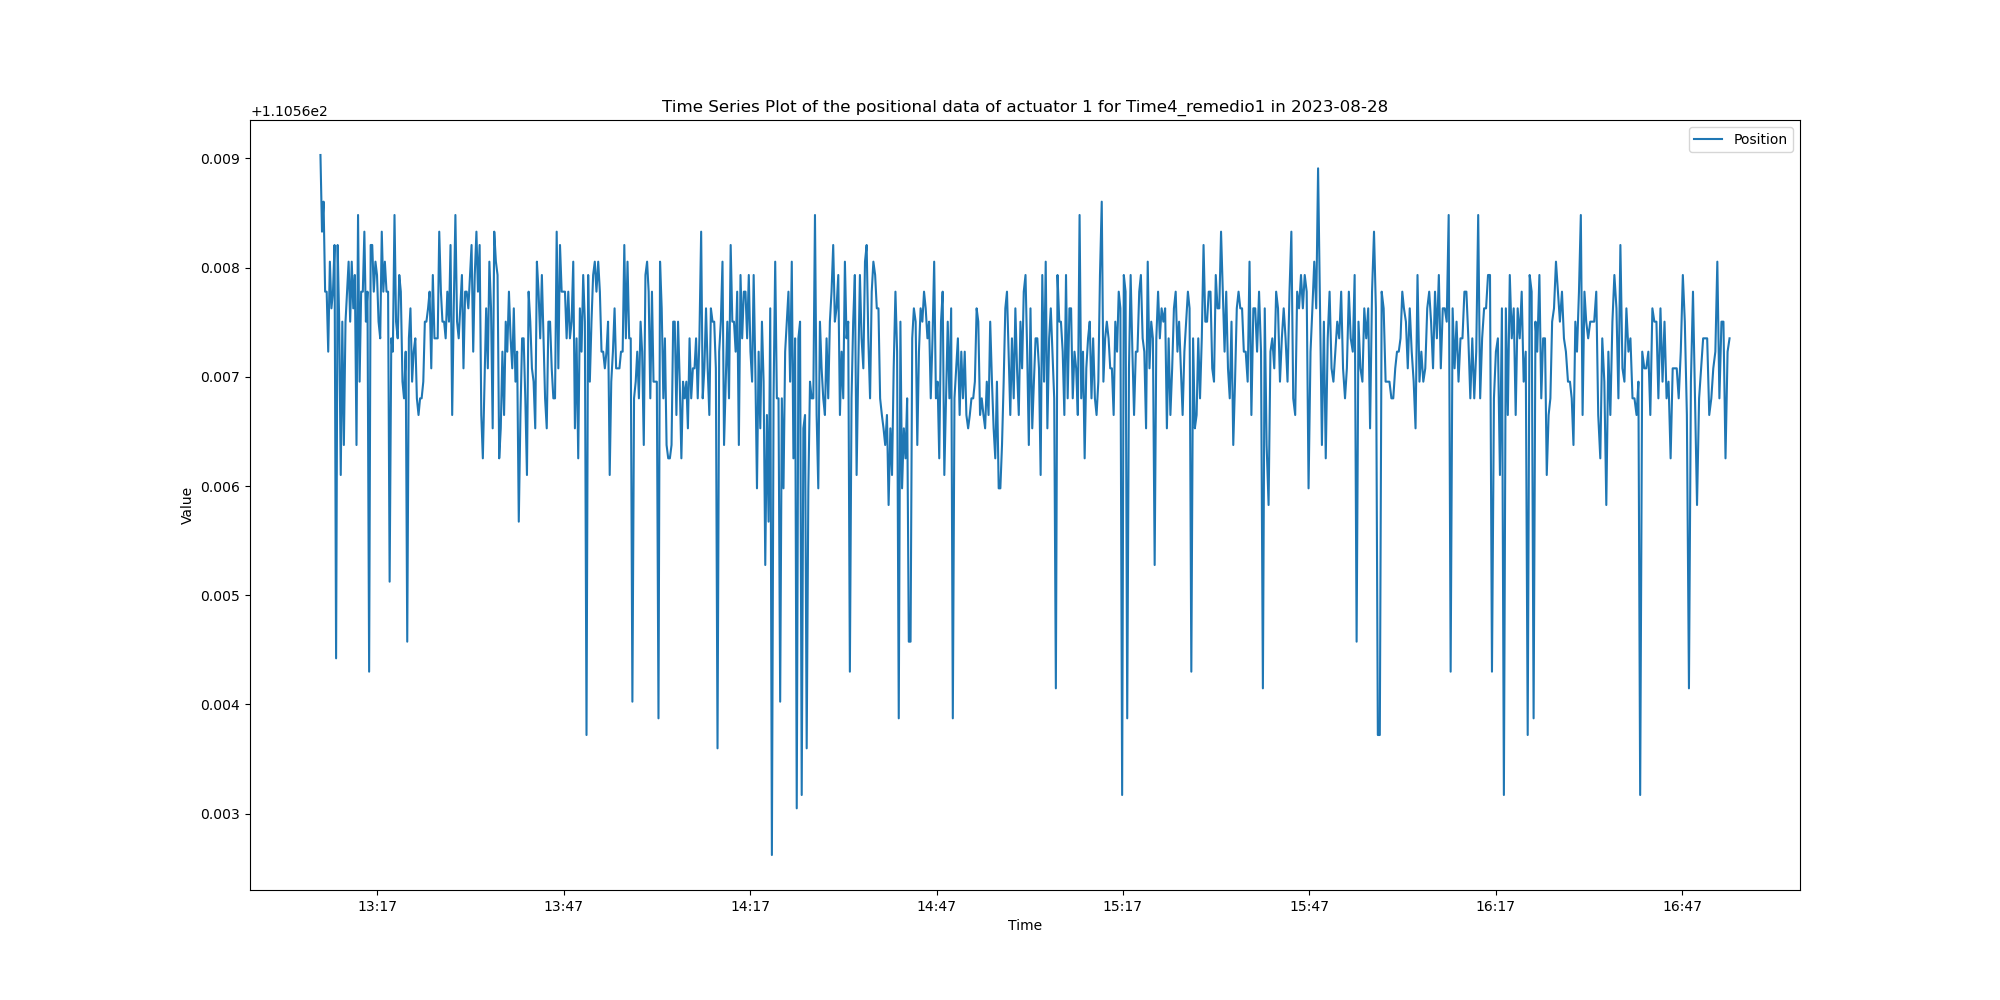 Time Series Plot of the positional data of actuator 1 for Time4_remedio1 in 2023-08-28
+1.1056e2
Position
0.009
0.008
0.007
0.006
0.005
0.004
0.003
Value
13:17 13:47 14:17 14:47 15:17 15:47 16:17 16:47
Time